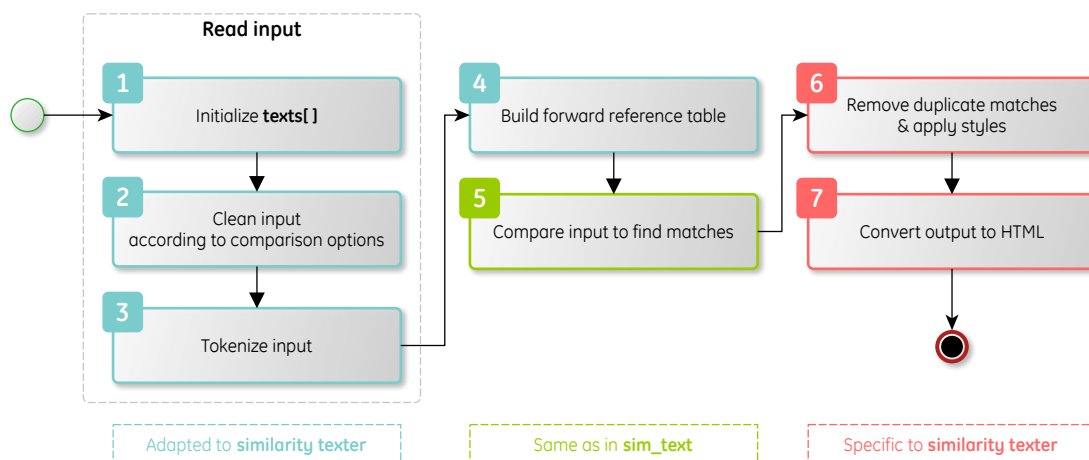 Read input
1
Initialize texts[ ]
2
Clean input
according to comparison options
3
Tokenize input
4
Build forward reference table
5
Compare input to find matches
6
Remove duplicate matches
& apply styles
7
Convert output to HTML
Adapted to similarity texter
Same as in sim_text
Specific to similarity texter